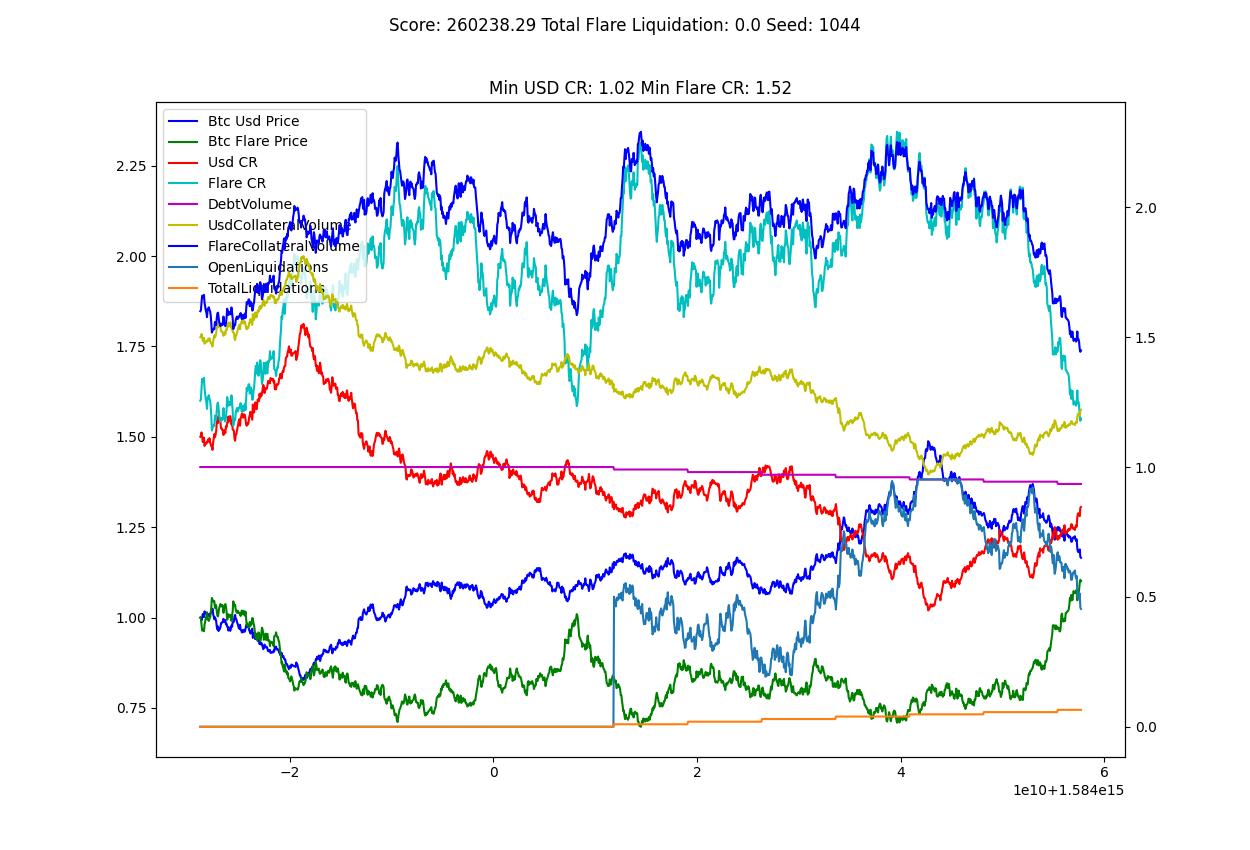 Score: 260238.29 Total Flare Liquidation: 0.0 Seed: 1044
Min USD CR: 1.02 Min Flare CR: 1.52
Btc Usd Price
Btc Flare Price
Usd CR
Flare CR
DebtVolume
UsdCollateralVolume
FlareCollateralVolume
OpenLiquidations
TotalLiquidations
2.25
2.00
1.75
1.50
1.25
1.00
0.75
2.0
1.5
1.0
0.5
0.0
−2
0
2
4
6
1e10+1.584e15